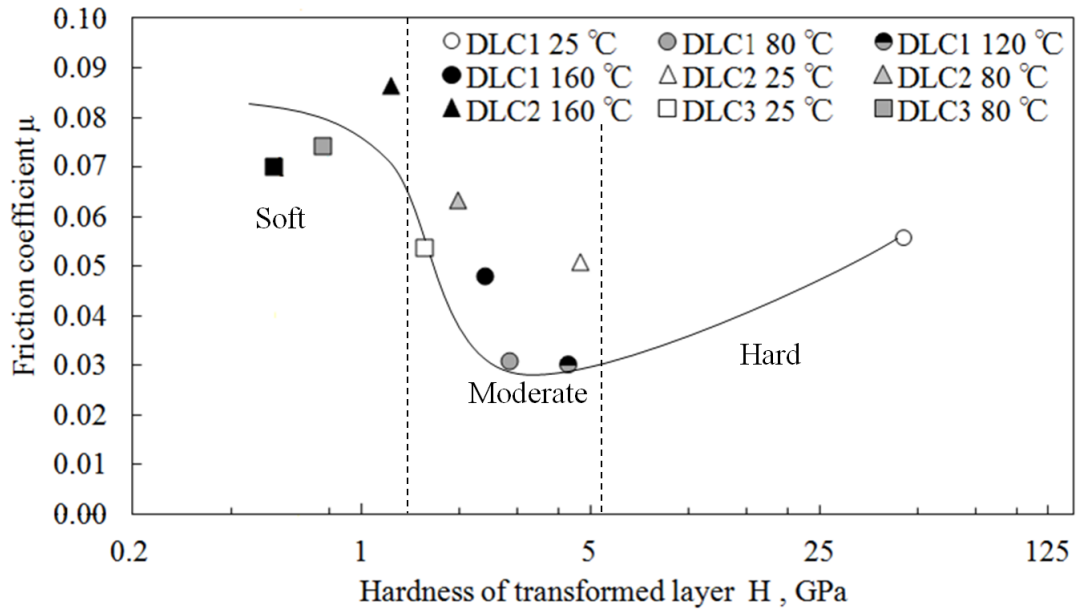 0.10
0.09
0.08
0.07
0.06
0.05
0.04
0.03
0.02
0.01
0.00
Friction coefficient μ
DLC1 25 ℃ DLC1 80 ℃ DLC1 120 ℃
DLC1 160 ℃ DLC2 25 ℃ DLC2 80 ℃
DLC2 160 ℃ DLC3 25 ℃ DLC3 80 ℃
Soft
Moderate
Hard
0.2 1 5 25 125
Hardness of transformed layer H , GPa